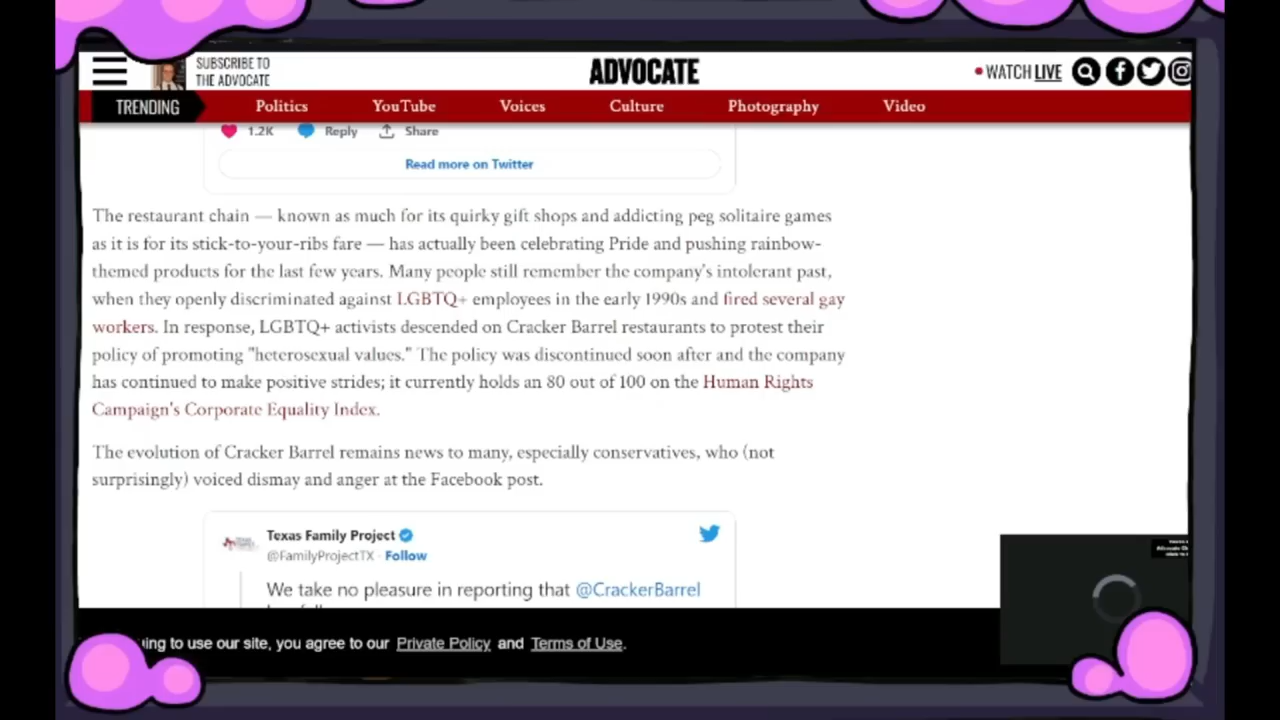 SUBSCRIBE TO
THE ADVOCATE
ADVOCATE
WATCH LIVE
TRENDING
Politics
YouTube
Voices
Culture
Photography
Video
1.2K Reply Share
Read more on Twitter
The restaurant chain — known as much for its quirky gift shops and addicting peg solitaire games
as it is for its stick-to-your-ribs fare — has actually been celebrating Pride and pushing rainbow-
themed products for the last few years. Many people still remember the company's intolerant past,
when they openly discriminated against LGBTQ+ employees in the early 1990s and fired several gay
workers. In response, LGBTQ+ activists descended on Cracker Barrel restaurants to protest their
policy of promoting "heterosexual values." The policy was discontinued soon after and the company
has continued to make positive strides; it currently holds an 80 out of 100 on the Human Rights
Campaign's Corporate Equality Index.
The evolution of Cracker Barrel remains news to many, especially conservatives, who (not
surprisingly) voiced dismay and anger at the Facebook post.
Texas Family Project
@FamilyProjectTX · Follow
We take no pleasure in reporting that @CrackerBarrel
to use our site, you agree to our Private Policy and Terms of Use.